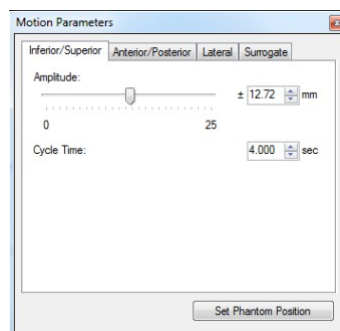 Motion Parameters
Inferior/Superior Anterior/Posterior Lateral Surrogate
Amplitude:
± 12.72 mm
0 25
Cycle Time: 4.000 sec
Set Phantom Position